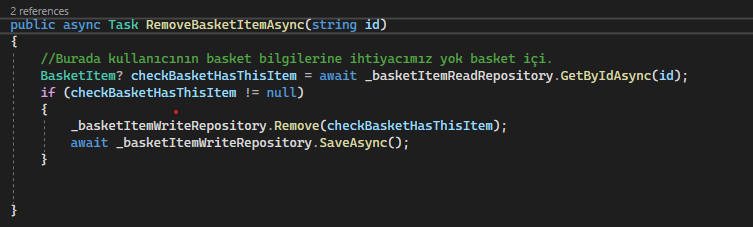 2 references
public async Task RemoveBasketItemAsync(string id)
{
//Burada kullanıcının basket bilgilerine ihtiyacımız yok basket içi.
BasketItem? checkBasketHasThisItem = await _basketItemReadRepository.GetByIdAsync(id);
if (checkBasketHasThisItem != null)
{
_basketItemWriteRepository.Remove(checkBasketHasThisItem);
await _basketItemWriteRepository.SaveAsync();
}
}